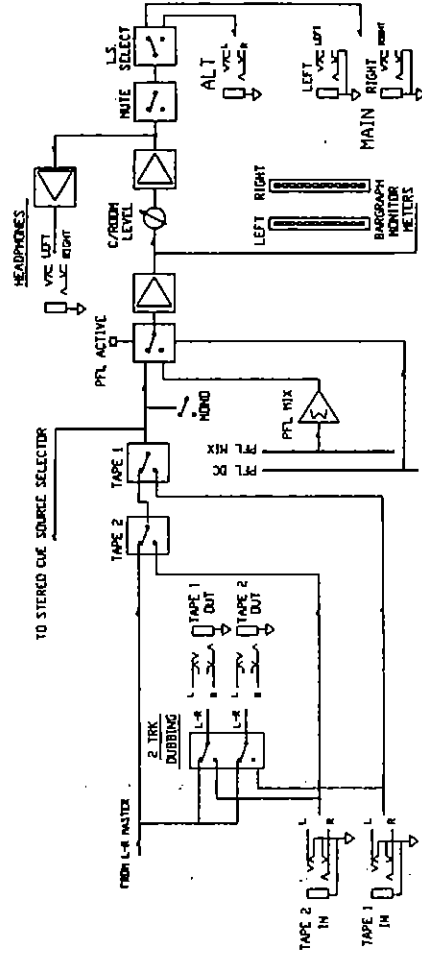 FROM L-R MASTER
TAPE 2
IN
L
R
TAPE 1
IN
L
R
2 TRK
DUBBING
L-R
L-R
L
R
TAPE 1
OUT
L
R
TAPE 2
OUT
TO STEREO CUE SOURCE SELECTOR
TAPE 2
TAPE 1
MONO
PFL DC
PFL MIX
PFL MIX
Σ
PFL ACTIVE
C/ROOM
LEVEL
HEADPHONES
LEFT
RIGHT
LEFT
RIGHT
BARGRAPH
MONITOR
METERS
MUTE
L.S.
SELECT
ALT
L
R
LEFT
LEFT
RIGHT
RIGHT
MAIN